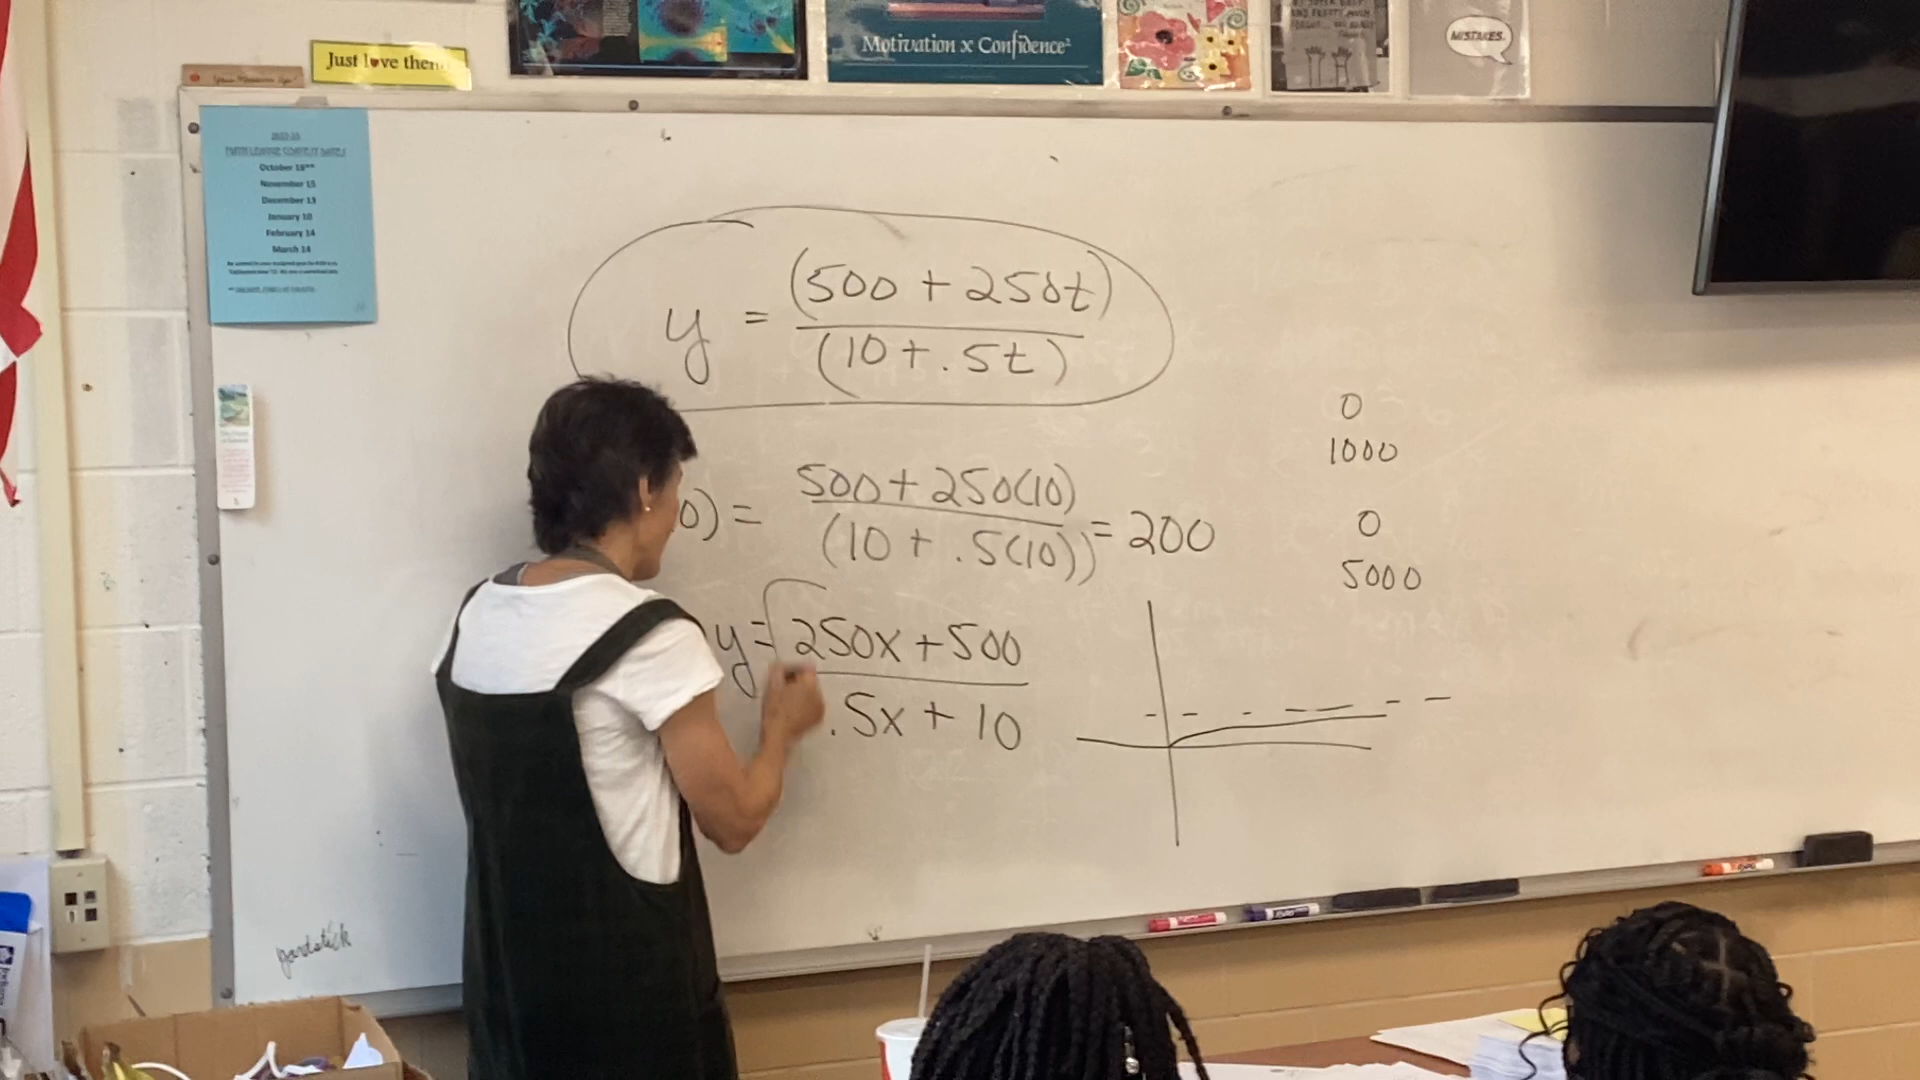 Just love them.
Motivation x Confidence²
MISTAKES.
October 18**
November 15
December 13
January 10
February 14
March 14
y = (500 + 250t)
(10 + .5t)
0
1000
0) = 500 + 250(10)
(10 + .5(10)) = 200
0
5000
y = 250x + 500
.5x + 10
yardstick